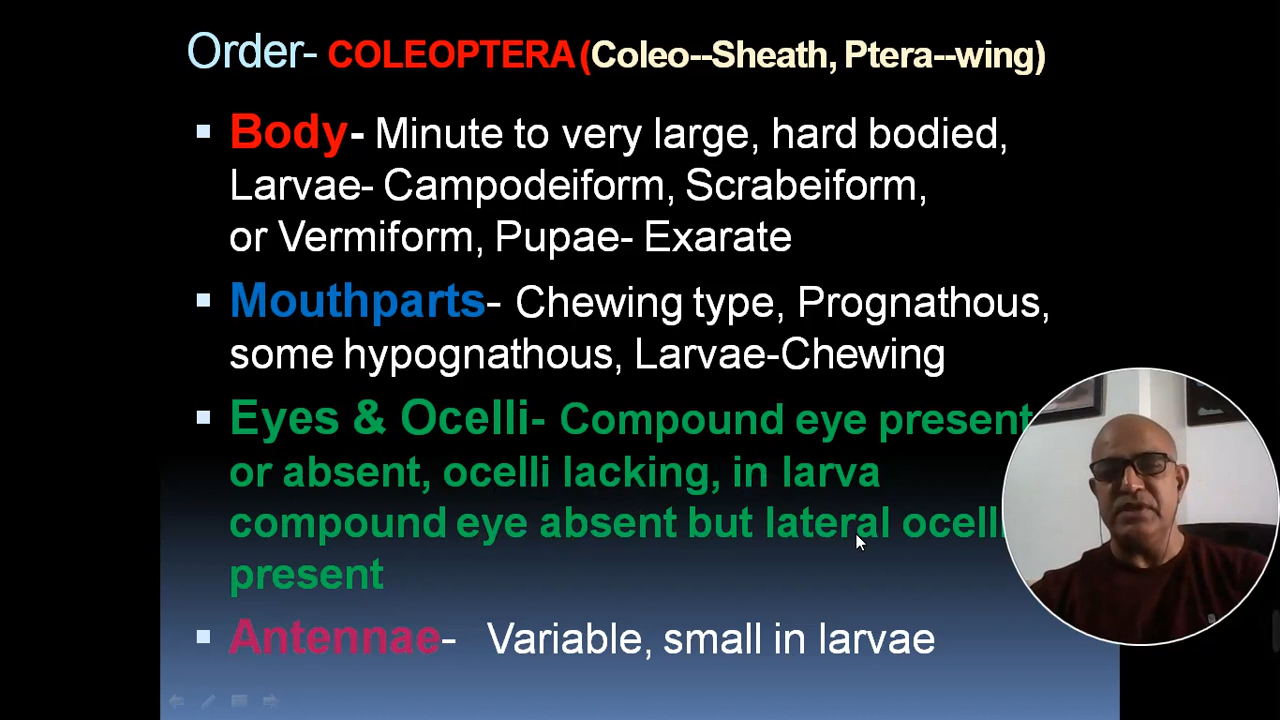 Order- COLEOPTERA (Coleo--Sheath, Ptera--wing)
Body- Minute to very large, hard bodied,
Larvae- Campodeiform, Scrabeiform,
or Vermiform, Pupae- Exarate
Mouthparts- Chewing type, Prognathous,
some hypognathous, Larvae-Chewing
Eyes & Ocelli- Compound eye present
or absent, ocelli lacking, in larva
compound eye absent but lateral ocelli
present
Antennae- Variable, small in larvae